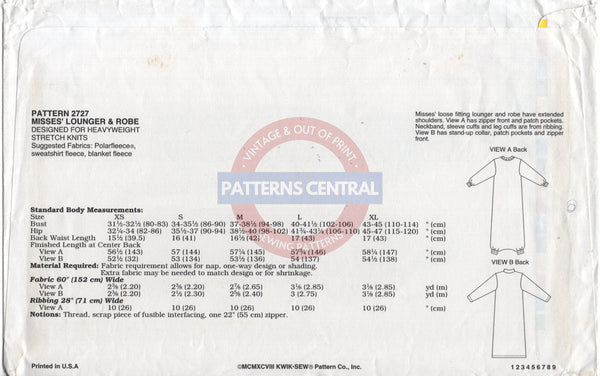 2727
PATTERN 2727
MISSES' LOUNGER & ROBE
DESIGNED FOR HEAVYWEIGHT
STRETCH KNITS
Suggested Fabrics: Polarfleece®,
sweatshirt fleece, blanket fleece
Misses' loose fitting lounger and robe have extended
shoulders. View A has zipper front and patch pockets.
Neckband, sleeve cuffs and leg cuffs are from ribbing.
View B has stand-up collar, patch pockets and zipper
front.
VIEW A Back
VINTAGE & OUT OF PRINT
PATTERNS CENTRAL
SEWING PATTERNS
Standard Body Measurements:
Size XS S M L XL
Bust 31½-32½ (80-83) 34-35½ (86-90) 37-38½ (94-98) 40-41½ (102-106) 43-45 (110-114) " (cm)
Hip 32¼-34 (82-86) 35½-37 (90-94) 38½-40 (98-102) 41¾-43¼ (106-110) 45-47 (115-120) " (cm)
Back Waist Length 15½ (39.5) 16 (41) 16½ (42) 17 (43) 17 (43) " (cm)
Finished Length at Center Back
View A 56½ (143) 57 (144) 57½ (145) 57½ (146) 58¼ (147) " (cm)
View B 52½ (32) 53 (134) 53½ (136) 54 (137) 54½ (138) " (cm)
Material Required: Fabric requirement allows for nap, one-way design or shading.
Extra fabric may be needed to match design or for shrinkage.
Fabric 60" (152 cm) Wide
View A 2⅜ (2.20) 2⅝ (2.40) 2⅞ (2.65) 3⅛ (2.85) 3⅛ (2.85) yd (m)
View B 2⅜ (2.20) 2½ (2.30) 2⅝ (2.40) 3 (2.75) 3⅛ (2.85) yd (m)
Ribbing 28" (71 cm) Wide
View A 10 (26) 10 (26) 10 (26) 10 (26) 10 (26) " (cm)
Notions: Thread, scrap piece of fusible interfacing, one 22" (55 cm) zipper.
VIEW B Back
Printed in U.S.A
©MCMXCVIII KWIK•SEW® Pattern Co., Inc.
1 2 3 4 5 6 7 8 9